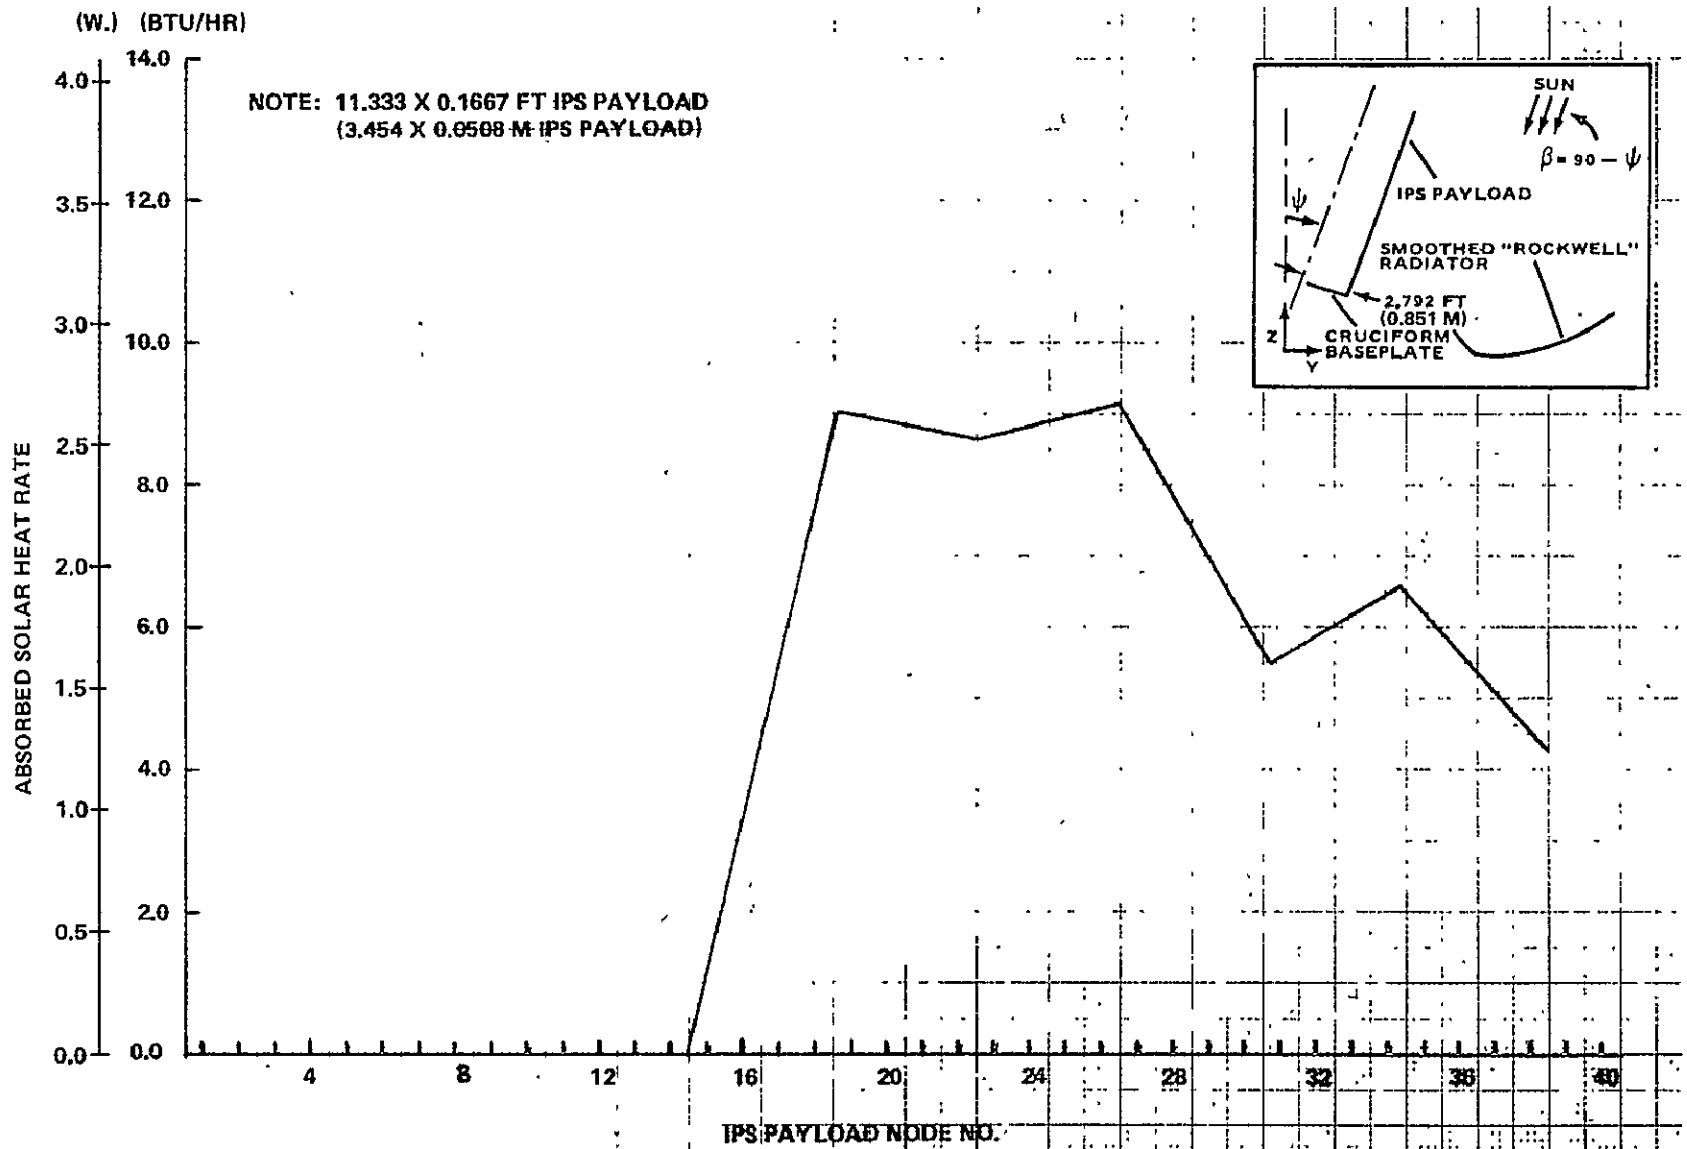 (W.) (BTU/HR)
14.0
4.0
NOTE: 11.333 X 0.1667 FT IPS PAYLOAD
(3.454 X 0.0508 M IPS PAYLOAD)
SUN
β = 90 — ψ
IPS PAYLOAD
ψ
SMOOTHED "ROCKWELL"
RADIATOR
2.792 FT
(0.851 M)
CRUCIFORM
BASEPLATE
Z
Y
3.5
12.0
3.0
10.0
2.5
8.0
2.0
6.0
1.5
4.0
1.0
2.0
0.5
0.0
0.0
ABSORBED SOLAR HEAT RATE
4 8 12 16 20 24 28 32 36 40
IPS PAYLOAD NODE NO.